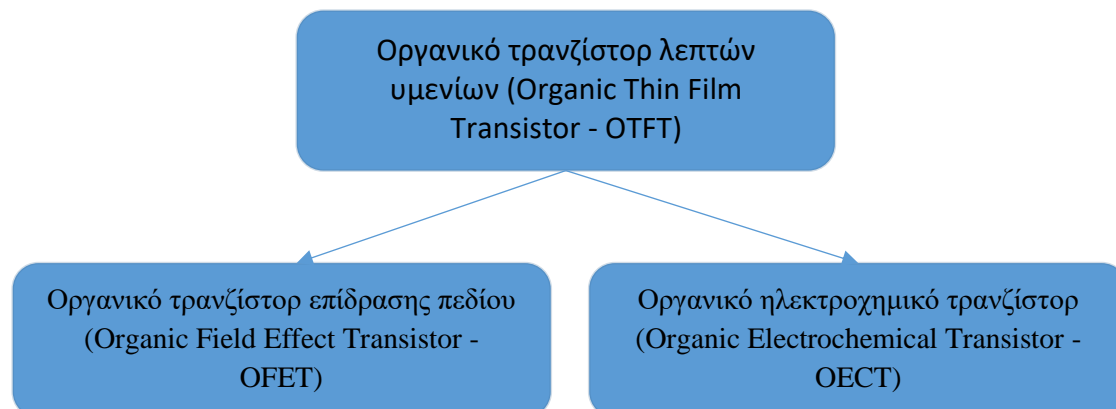 Οργανικό τρανζίστορ λεπτών
υμενίων (Organic Thin Film
Transistor - OTFT)
Οργανικό τρανζίστορ επίδρασης πεδίου
(Organic Field Effect Transistor -
OFET)
Οργανικό ηλεκτροχημικό τρανζίστορ
(Organic Electrochemical Transistor -
OECT)